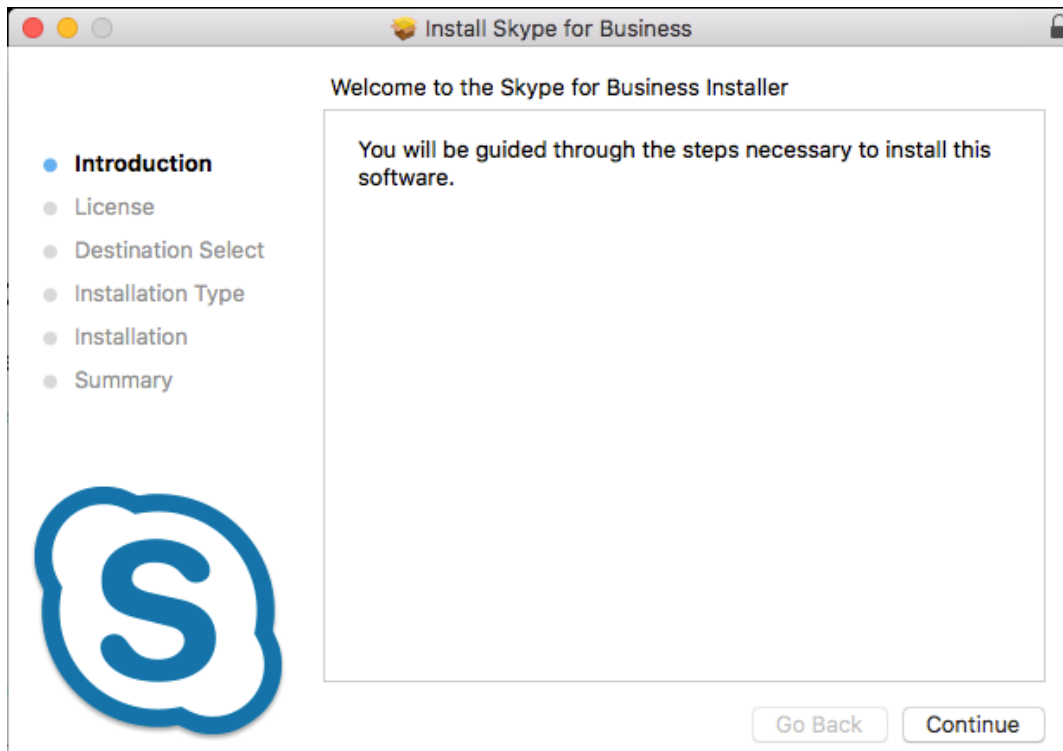 Install Skype for Business
Welcome to the Skype for Business Installer
You will be guided through the steps necessary to install this
software.
Introduction
License
Destination Select
Installation Type
Installation
Summary
S
Go Back
Continue